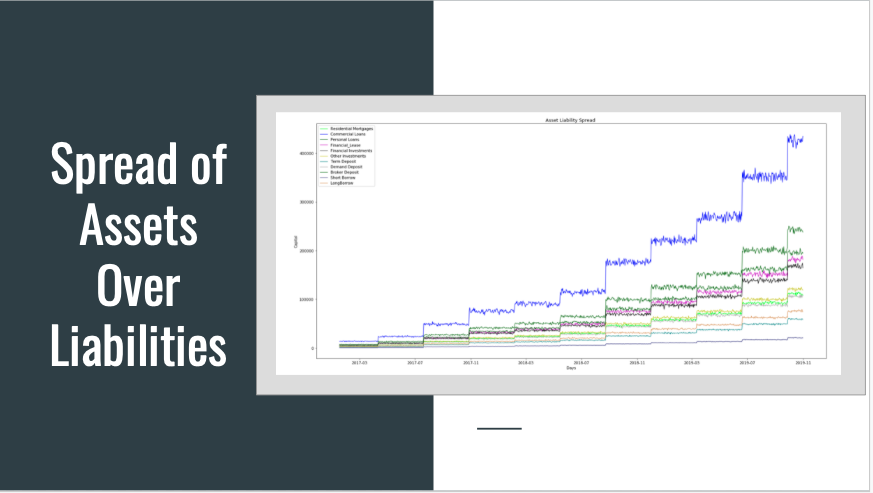 Spread of
Assets
Over
Liabilities
Asset Liability Spread
Residential Mortgages
Commercial Loans
Personal Loans
Financial_Lease
Financial Investments
Other Investments
Term Deposit
Demand Deposit
Broker Deposit
Short Borrow
LongBorrow
400000
300000
200000
100000
0
Capital
2017-03 2017-07 2017-11 2018-03 2018-07 2018-11 2019-03 2019-07 2019-11
Days